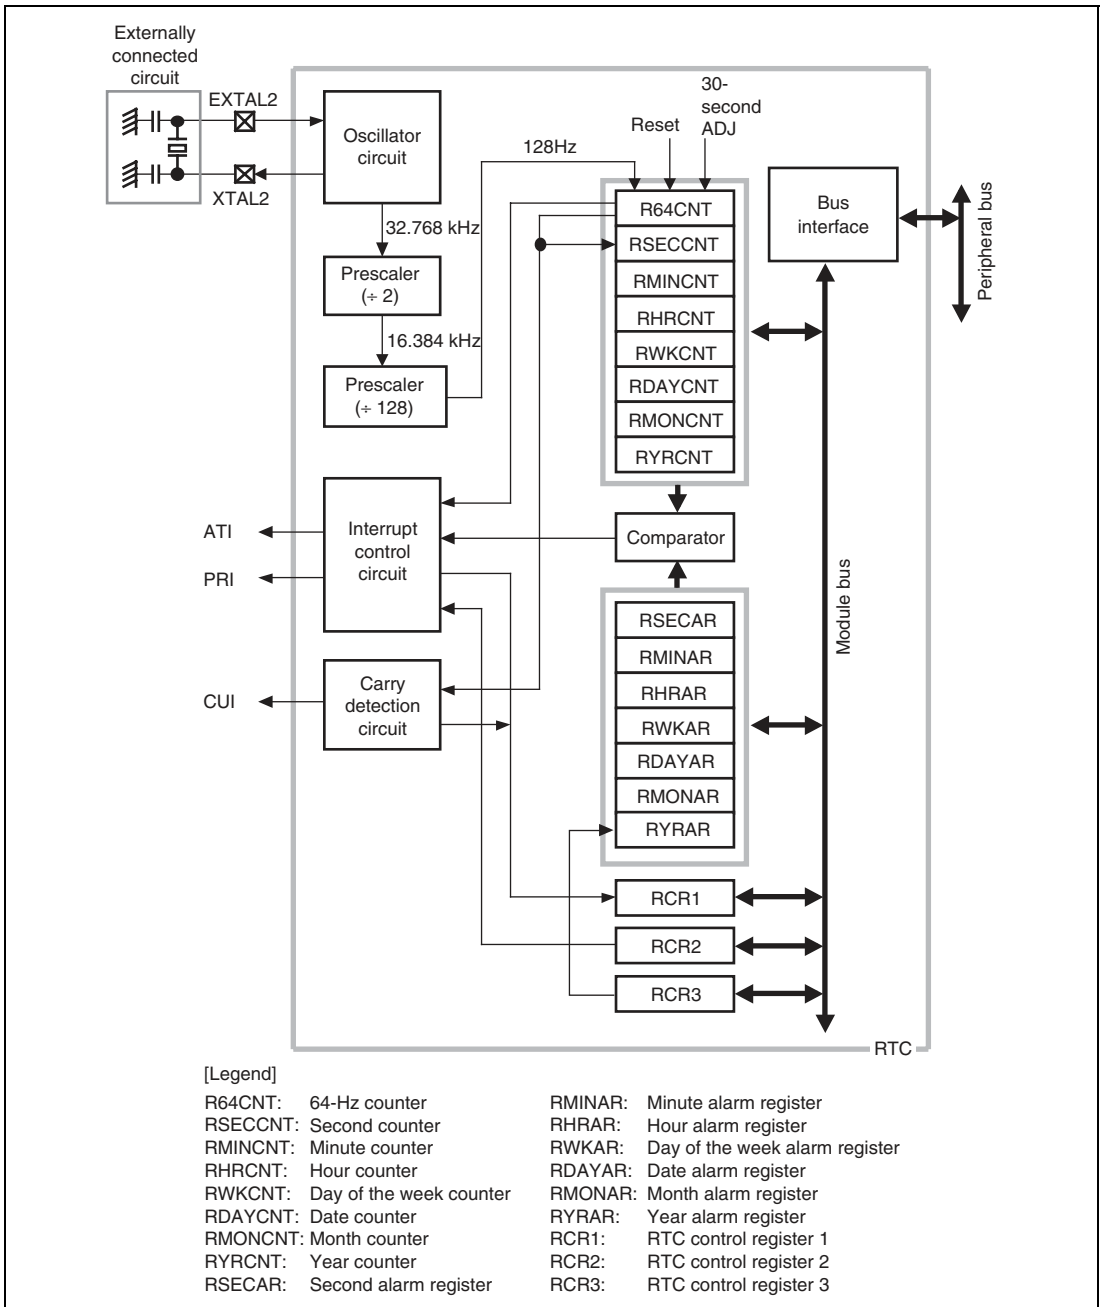 Externally
connected
circuit
EXTAL2
XTAL2
Oscillator
circuit
32.768 kHz
Prescaler
(÷ 2)
16.384 kHz
Prescaler
(÷ 128)
128Hz
Reset
30-
second
ADJ
R64CNT
RSECCNT
RMINCNT
RHRCNT
RWKCNT
RDAYCNT
RMONCNT
RYRCNT
Bus
interface
Peripheral bus
Module bus
ATI
PRI
Interrupt
control
circuit
Comparator
CUI
Carry
detection
circuit
RSECAR
RMINAR
RHRAR
RWKAR
RDAYAR
RMONAR
RYRAR
RCR1
RCR2
RCR3
RTC
[Legend]
R64CNT: 64-Hz counter
RSECCNT: Second counter
RMINCNT: Minute counter
RHRCNT: Hour counter
RWKCNT: Day of the week counter
RDAYCNT: Date counter
RMONCNT: Month counter
RYRCNT: Year counter
RSECAR: Second alarm register
RMINAR: Minute alarm register
RHRAR: Hour alarm register
RWKAR: Day of the week alarm register
RDAYAR: Date alarm register
RMONAR: Month alarm register
RYRAR: Year alarm register
RCR1: RTC control register 1
RCR2: RTC control register 2
RCR3: RTC control register 3